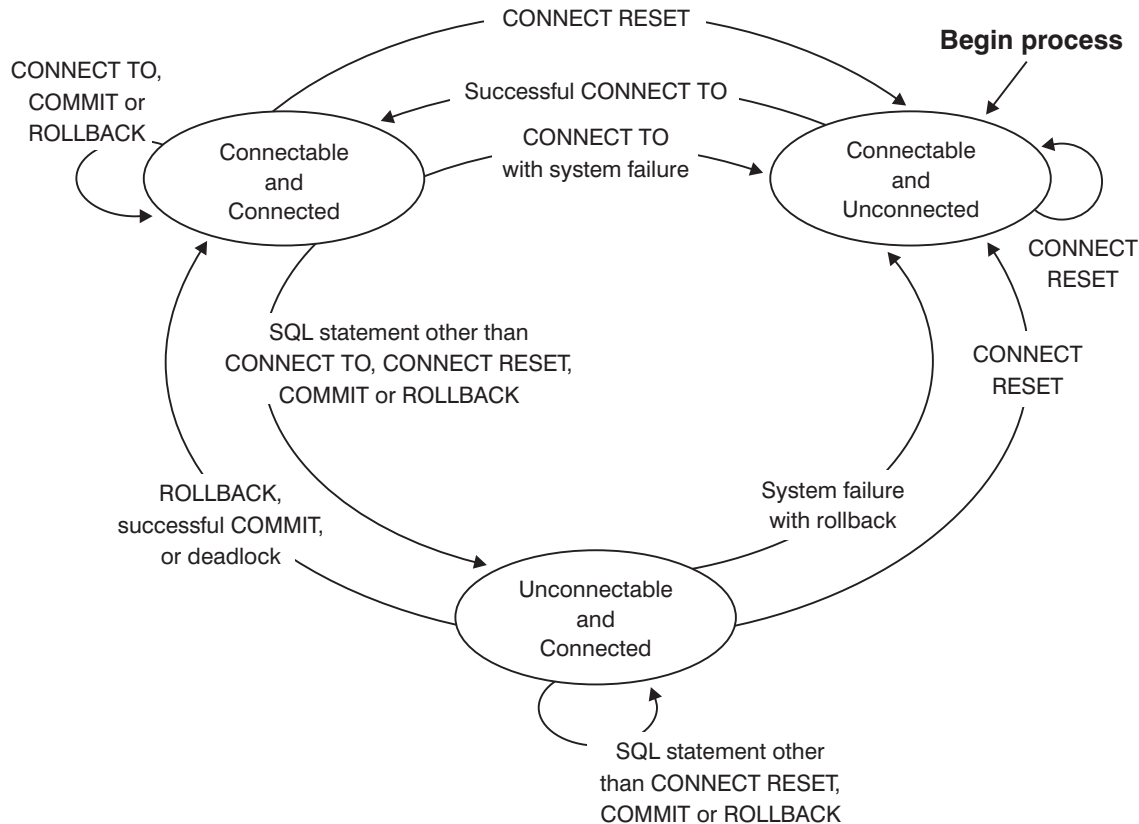 CONNECT RESET
Begin process
CONNECT TO,
COMMIT or
ROLLBACK
Successful CONNECT TO
CONNECT TO
with system failure
Connectable
and
Connected
Connectable
and
Unconnected
CONNECT
RESET
SQL statement other than
CONNECT TO, CONNECT RESET,
COMMIT or ROLLBACK
CONNECT
RESET
ROLLBACK,
successful COMMIT,
or deadlock
System failure
with rollback
Unconnectable
and
Connected
SQL statement other
than CONNECT RESET,
COMMIT or ROLLBACK